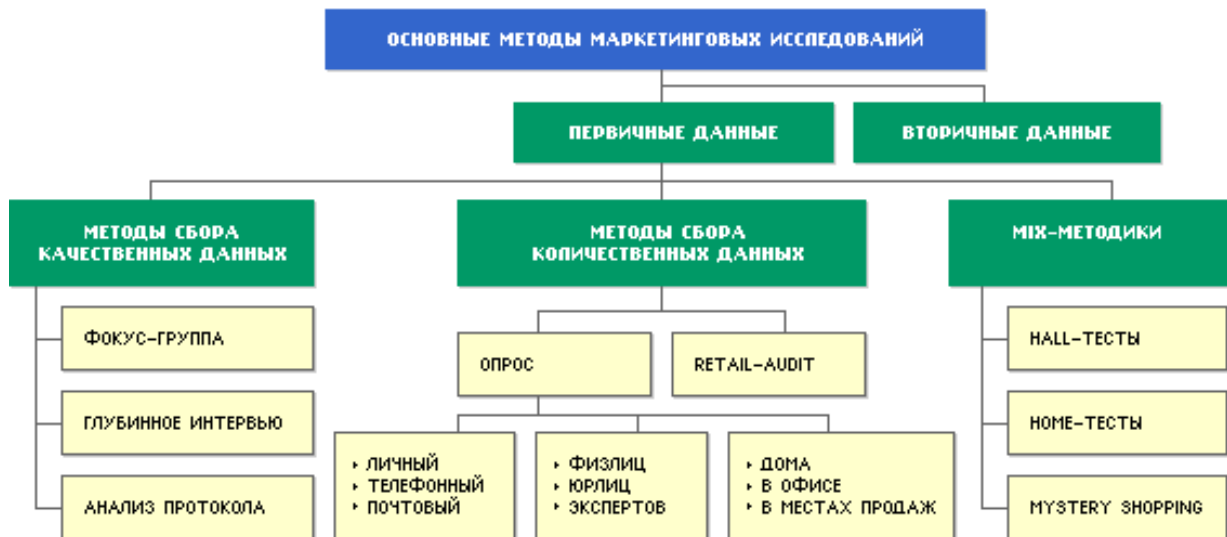 ОСНОВНЫЕ МЕТОДЫ МАРКЕТИНГОВЫХ ИССЛЕДОВАНИЙ
ПЕРВИЧНЫЕ ДАННЫЕ
ВТОРИЧНЫЕ ДАННЫЕ
МЕТОДЫ СБОРА
КАЧЕСТВЕННЫХ ДАННЫХ
МЕТОДЫ СБОРА
КОЛИЧЕСТВЕННЫХ ДАННЫХ
MIX-МЕТОДИКИ
ФОКУС-ГРУППА
ГЛУБИННОЕ ИНТЕРВЬЮ
АНАЛИЗ ПРОТОКОЛА
ОПРОС
RETAIL-AUDIT
‣ ЛИЧНЫЙ
‣ ТЕЛЕФОННЫЙ
‣ ПОЧТОВЫЙ
‣ ФИЗЛИЦ
‣ ЮРЛИЦ
‣ ЭКСПЕРТОВ
‣ ДОМА
‣ В ОФИСЕ
‣ В МЕСТАХ ПРОДАЖ
HALL-ТЕСТЫ
HOME-ТЕСТЫ
MYSTERY SHOPPING